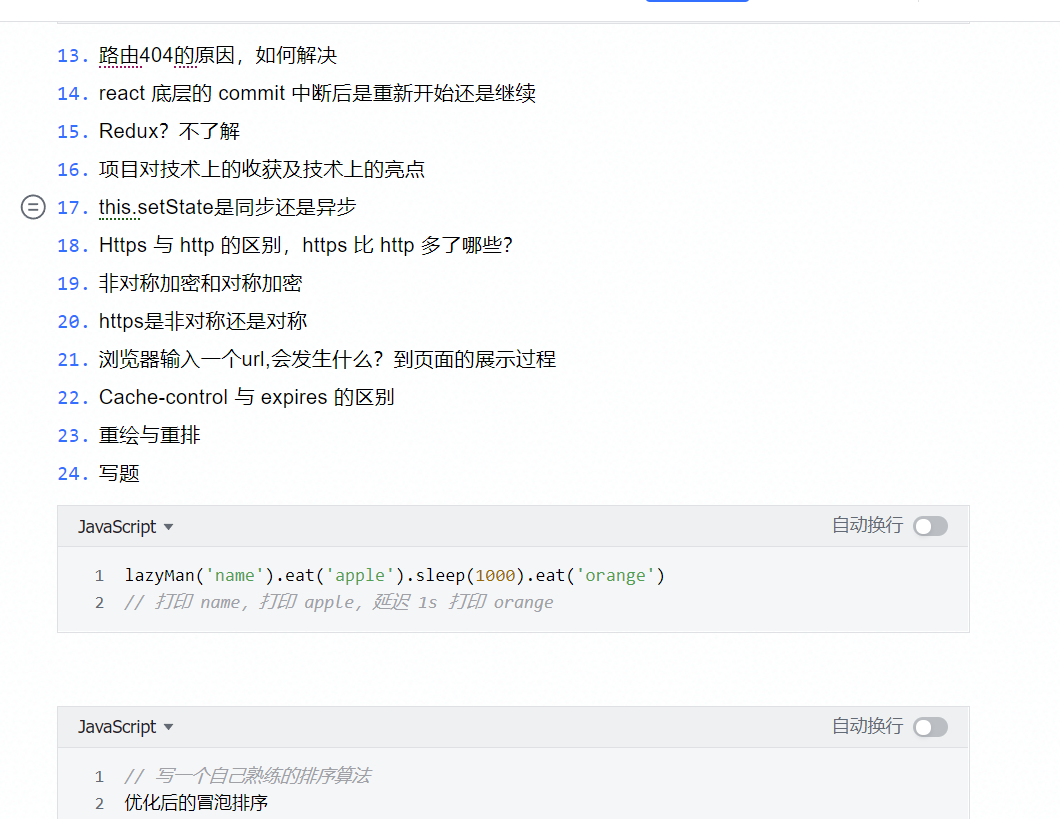 13. 路由404的原因，如何解决
14. react 底层的 commit 中断后是重新开始还是继续
15. Redux？不了解
16. 项目对技术上的收获及技术上的亮点
17. this.setState是同步还是异步
18. Https 与 http 的区别，https 比 http 多了哪些？
19. 非对称加密和对称加密
20. https是非对称还是对称
21. 浏览器输入一个url,会发生什么？到页面的展示过程
22. Cache-control 与 expires 的区别
23. 重绘与重排
24. 写题
JavaScript 自动换行
1 lazyMan('name').eat('apple').sleep(1000).eat('orange')
2 // 打印 name, 打印 apple, 延迟 1s 打印 orange
JavaScript 自动换行
1 // 写一个自己熟练的排序算法
2 优化后的冒泡排序